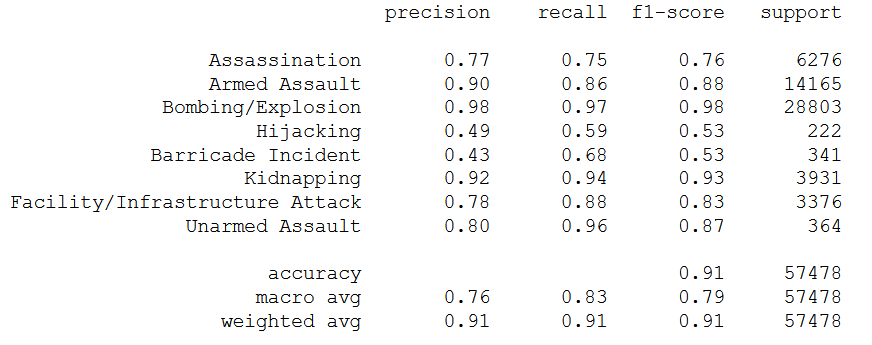 precision recall f1-score support
Assassination 0.77 0.75 0.76 6276
Armed Assault 0.90 0.86 0.88 14165
Bombing/Explosion 0.98 0.97 0.98 28803
Hijacking 0.49 0.59 0.53 222
Barricade Incident 0.43 0.68 0.53 341
Kidnapping 0.92 0.94 0.93 3931
Facility/Infrastructure Attack 0.78 0.88 0.83 3376
Unarmed Assault 0.80 0.96 0.87 364
accuracy 0.91 57478
macro avg 0.76 0.83 0.79 57478
weighted avg 0.91 0.91 0.91 57478